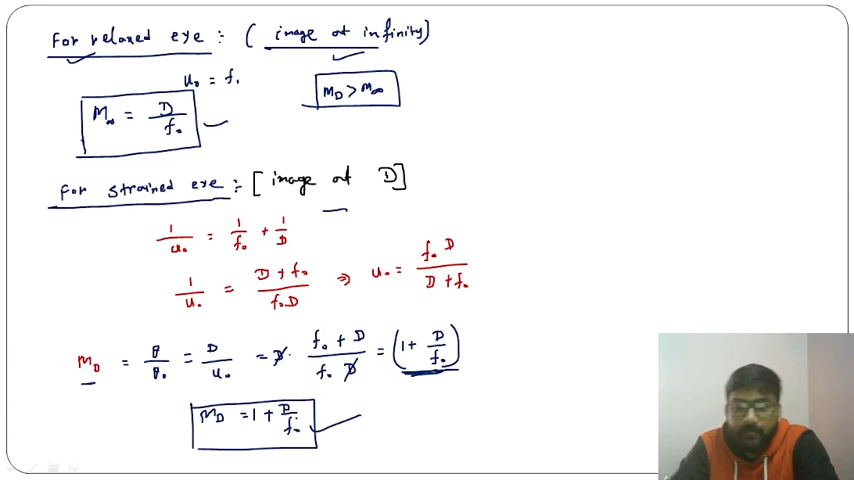 For relaxed eye :- (image at infinity)
u₀ = f₀
M∞ = D/f₀
M_D > M∞
For strained eye :- [image at D]
1/u₀ = 1/f₀ + 1/D
1/u₀ = D + f₀/f₀D ⇒ u₀ = f₀D/D + f₀
M_D = θ/θ₀ = D/u₀ = D · f₀ + D/f₀ D = (1 + D/f₀)
M_D = 1 + D/f₀